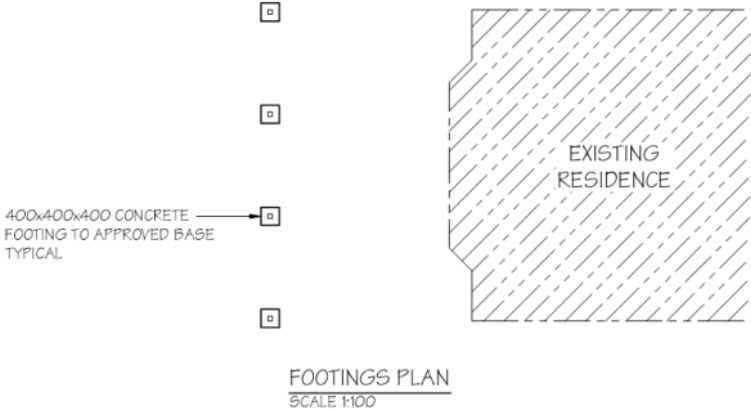 EXISTING
RESIDENCE
400x400x400 CONCRETE
FOOTING TO APPROVED BASE
TYPICAL
FOOTINGS PLAN
SCALE 1:100